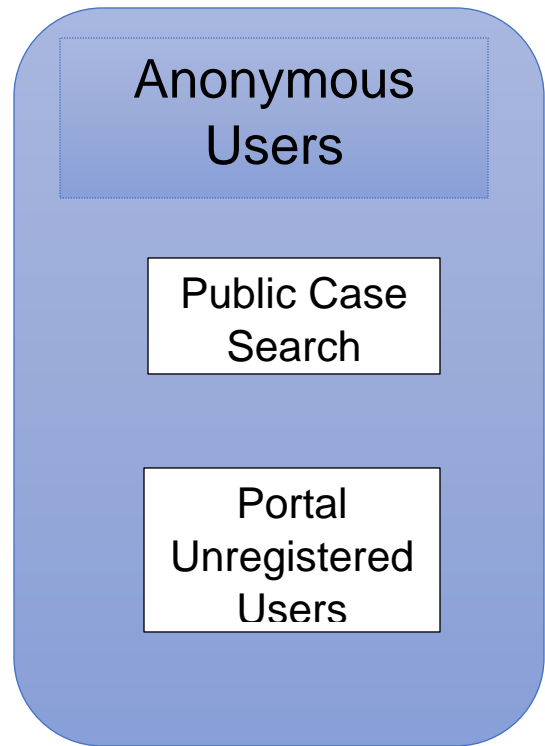 Anonymous
Users
Public Case
Search
Portal
Unregistered
Users